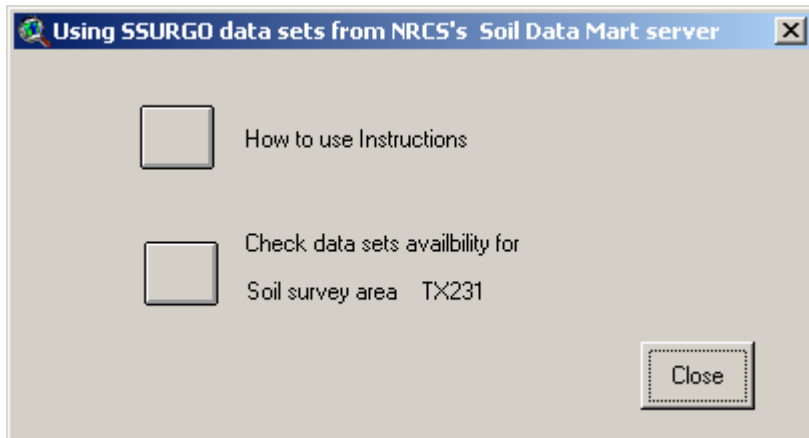 Using SSURGO data sets from NRCS's Soil Data Mart server
How to use Instructions
Check data sets availbility for
Soil survey area TX231
Close